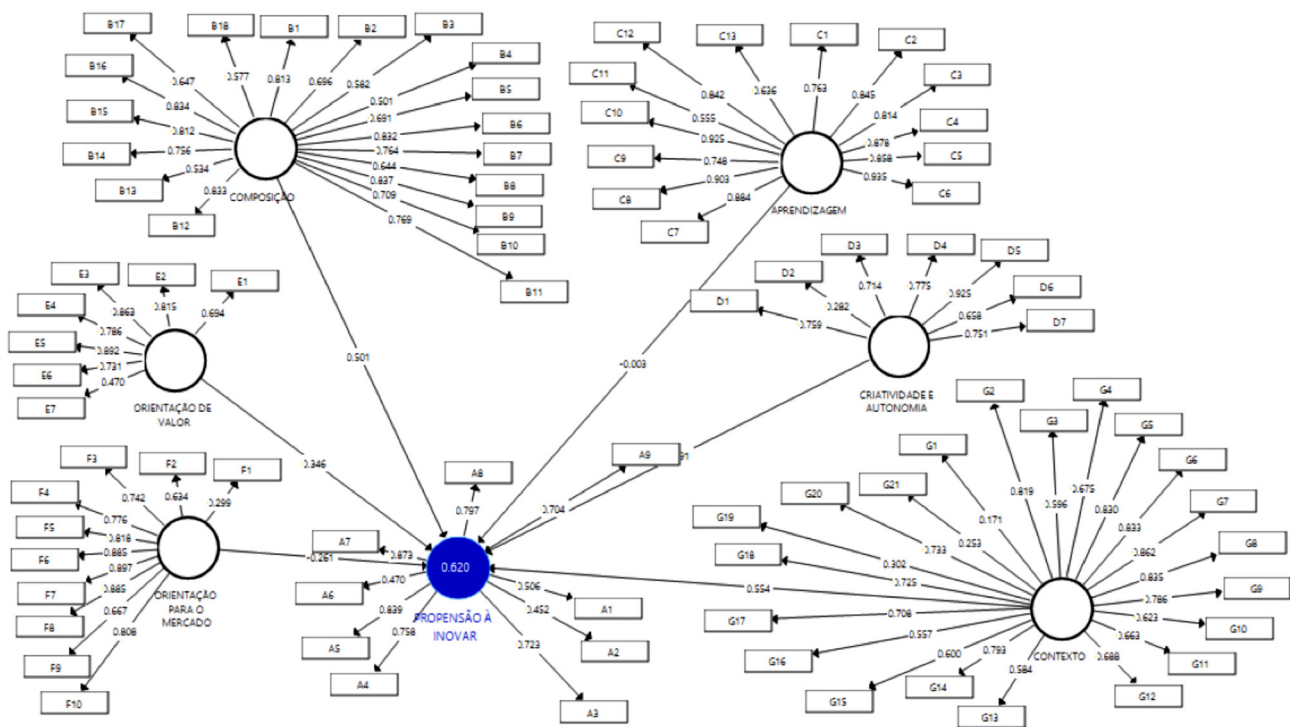 B17
B18
B1
B2
B3
B4
B5
B6
B7
B8
B9
B10
B11
B12
B13
B14
B15
B16
0.647
0.577
0.813
0.696
0.582
0.501
0.691
0.832
0.764
0.644
0.837
0.709
0.769
0.833
0.534
0.756
0.812
0.834
COMPOSIÇÃO
C12
C13
C1
C2
C3
C4
C5
C6
C7
C8
C9
C10
C11
0.842
0.636
0.763
0.845
0.814
0.878
0.858
0.935
0.884
0.903
0.748
0.925
0.555
APRENDIZAGEM
D1
D2
D3
D4
D5
D6
D7
0.759
0.282
0.714
0.775
0.925
0.658
0.751
CRIATIVIDADE E
AUTONOMIA
E3
E2
E1
E4
E5
E6
E7
0.863
0.815
0.694
0.786
0.892
0.731
0.470
ORIENTAÇÃO DE
VALOR
F3
F2
F1
F4
F5
F6
F7
F8
F9
F10
0.742
0.634
0.299
0.776
0.818
0.885
0.897
0.885
0.667
0.808
ORIENTAÇÃO
PARA O
MERCADO
0.501
-0.003
0.346
-0.261
0.554
A8
A9
A7
A6
A5
A4
A3
A2
A1
0.797
0.704
0.873
0.470
0.839
0.758
0.723
0.452
0.506
0.620
PROPENSÃO À
INOVAR
G1
G2
G3
G4
G5
G6
G7
G8
G9
G10
G11
G12
G13
G14
G15
G16
G17
G18
G19
G20
G21
0.171
0.819
0.596
0.675
0.830
0.833
0.862
0.835
0.786
0.623
0.663
0.688
0.584
0.793
0.600
0.557
0.708
0.725
0.302
0.733
0.253
CONTEXTO